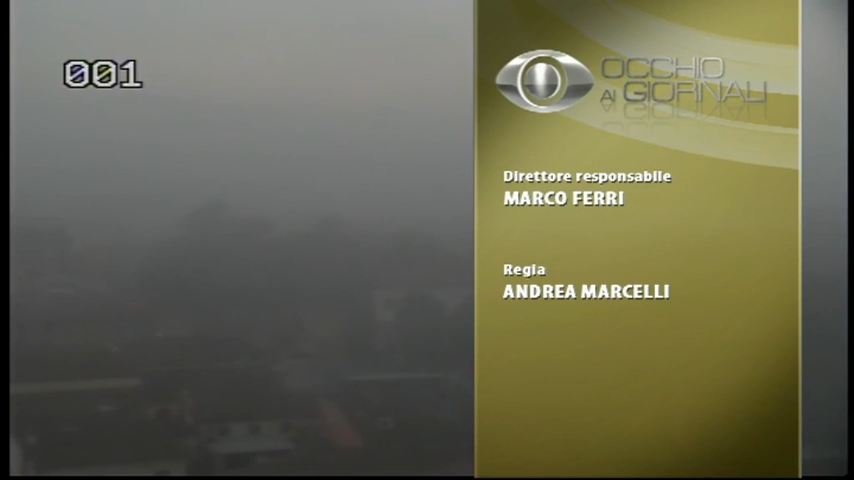 001
OCCHIO
AI GIORNALI
Direttore responsabile
MARCO FERRI
Regia
ANDREA MARCELLI